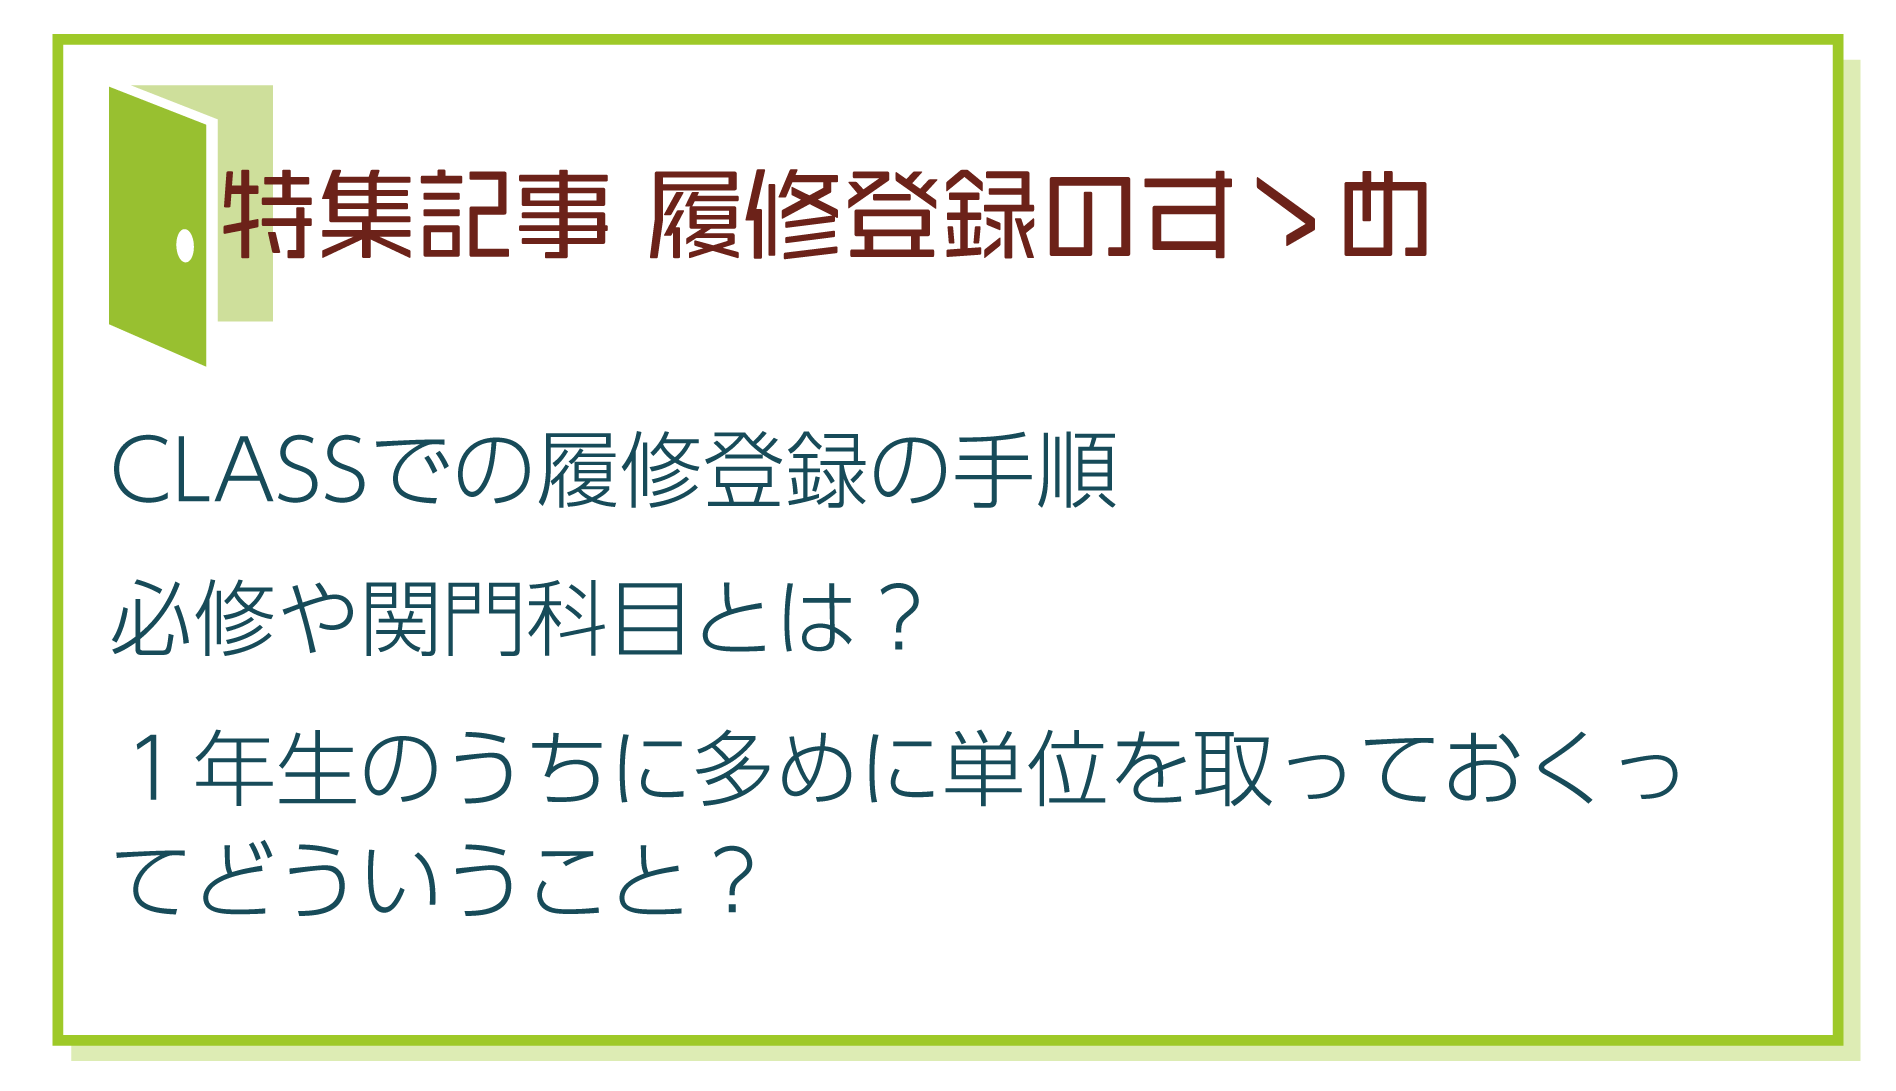 特集記事 履修登録のすゝめ
CLASSでの履修登録の手順
必修や関門科目とは？
１年生のうちに多めに単位を取っておくっ
てどういうこと？